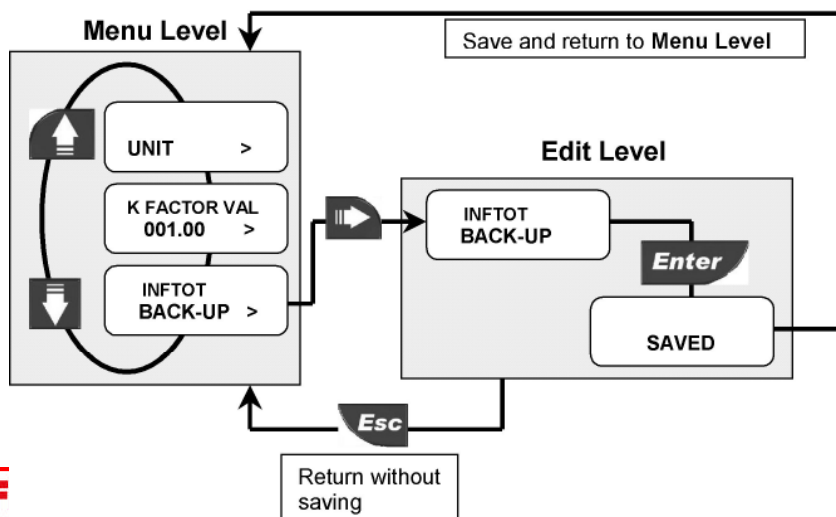 Menu Level
Save and return to Menu Level
UNIT >
K FACTOR VAL
001.00 >
INFTOT
BACK-UP >
Edit Level
INFTOT
BACK-UP
Enter
SAVED
Esc
Return without
saving